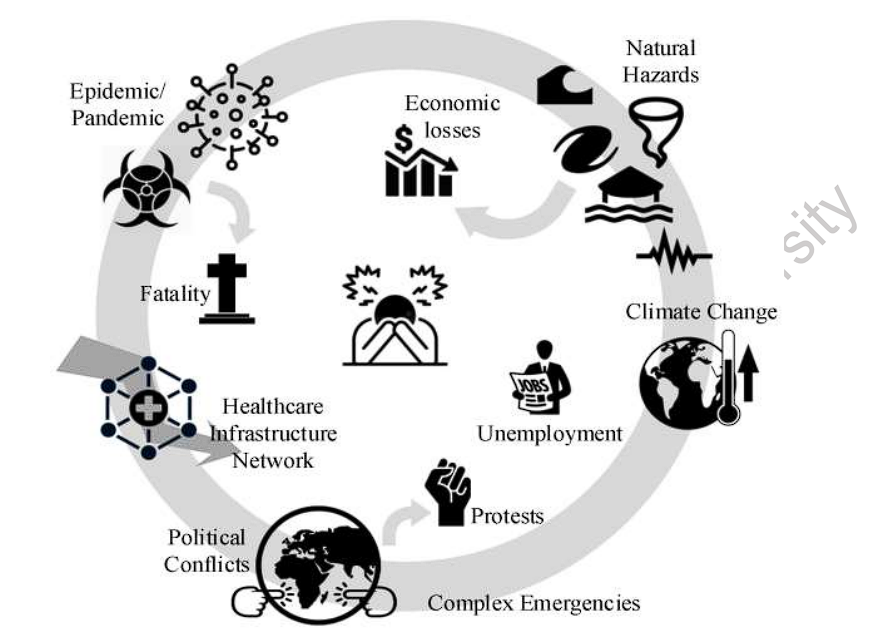 Natural
Hazards
Epidemic/
Pandemic
Economic
losses
$
sity
Fatality
Climate Change
JOBS
Healthcare
Infrastructure
Network
Unemployment
Protests
Political
Conflicts
Complex Emergencies